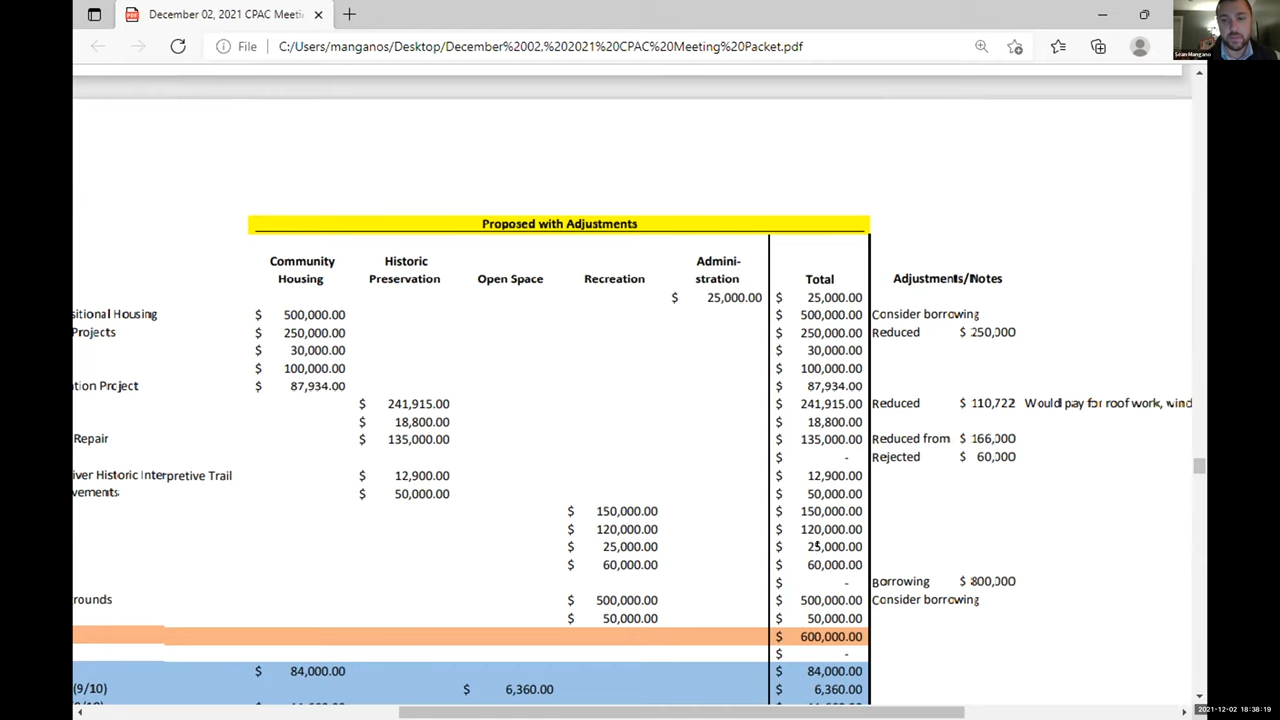 December 02, 2021 CPAC Meeti
File C:/Users/manganos/Desktop/December%2002,%202021%20CPAC%20Meeting%20Packet.pdf
Sean Mangano
Proposed with Adjustments
Community Housing Historic Preservation Open Space Recreation Admini-stration Total Adjustments/Notes
$ 25,000.00 $ 25,000.00
sitional Housing $ 500,000.00 $ 500,000.00 Consider borrowing
Projects $ 250,000.00 $ 250,000.00 Reduced $ 250,000
$ 30,000.00 $ 30,000.00
$ 100,000.00 $ 100,000.00
tion Project $ 87,934.00 $ 87,934.00
$ 241,915.00 $ 241,915.00 Reduced $ 110,722 Would pay for roof work, wind
$ 18,800.00 $ 18,800.00
Repair $ 135,000.00 $ 135,000.00 Reduced from $ 166,000
$ - Rejected $ 60,000
iver Historic Interpretive Trail $ 12,900.00 $ 12,900.00
vements $ 50,000.00 $ 50,000.00
$ 150,000.00 $ 150,000.00
$ 120,000.00 $ 120,000.00
$ 25,000.00 $ 25,000.00
$ 60,000.00 $ 60,000.00
$ - Borrowing $ 800,000
rounds $ 500,000.00 $ 500,000.00 Consider borrowing
$ 50,000.00 $ 50,000.00
$ 600,000.00
$ -
$ 84,000.00 $ 84,000.00
(9/10) $ 6,360.00 $ 6,360.00
2021-12-02 18:38:19